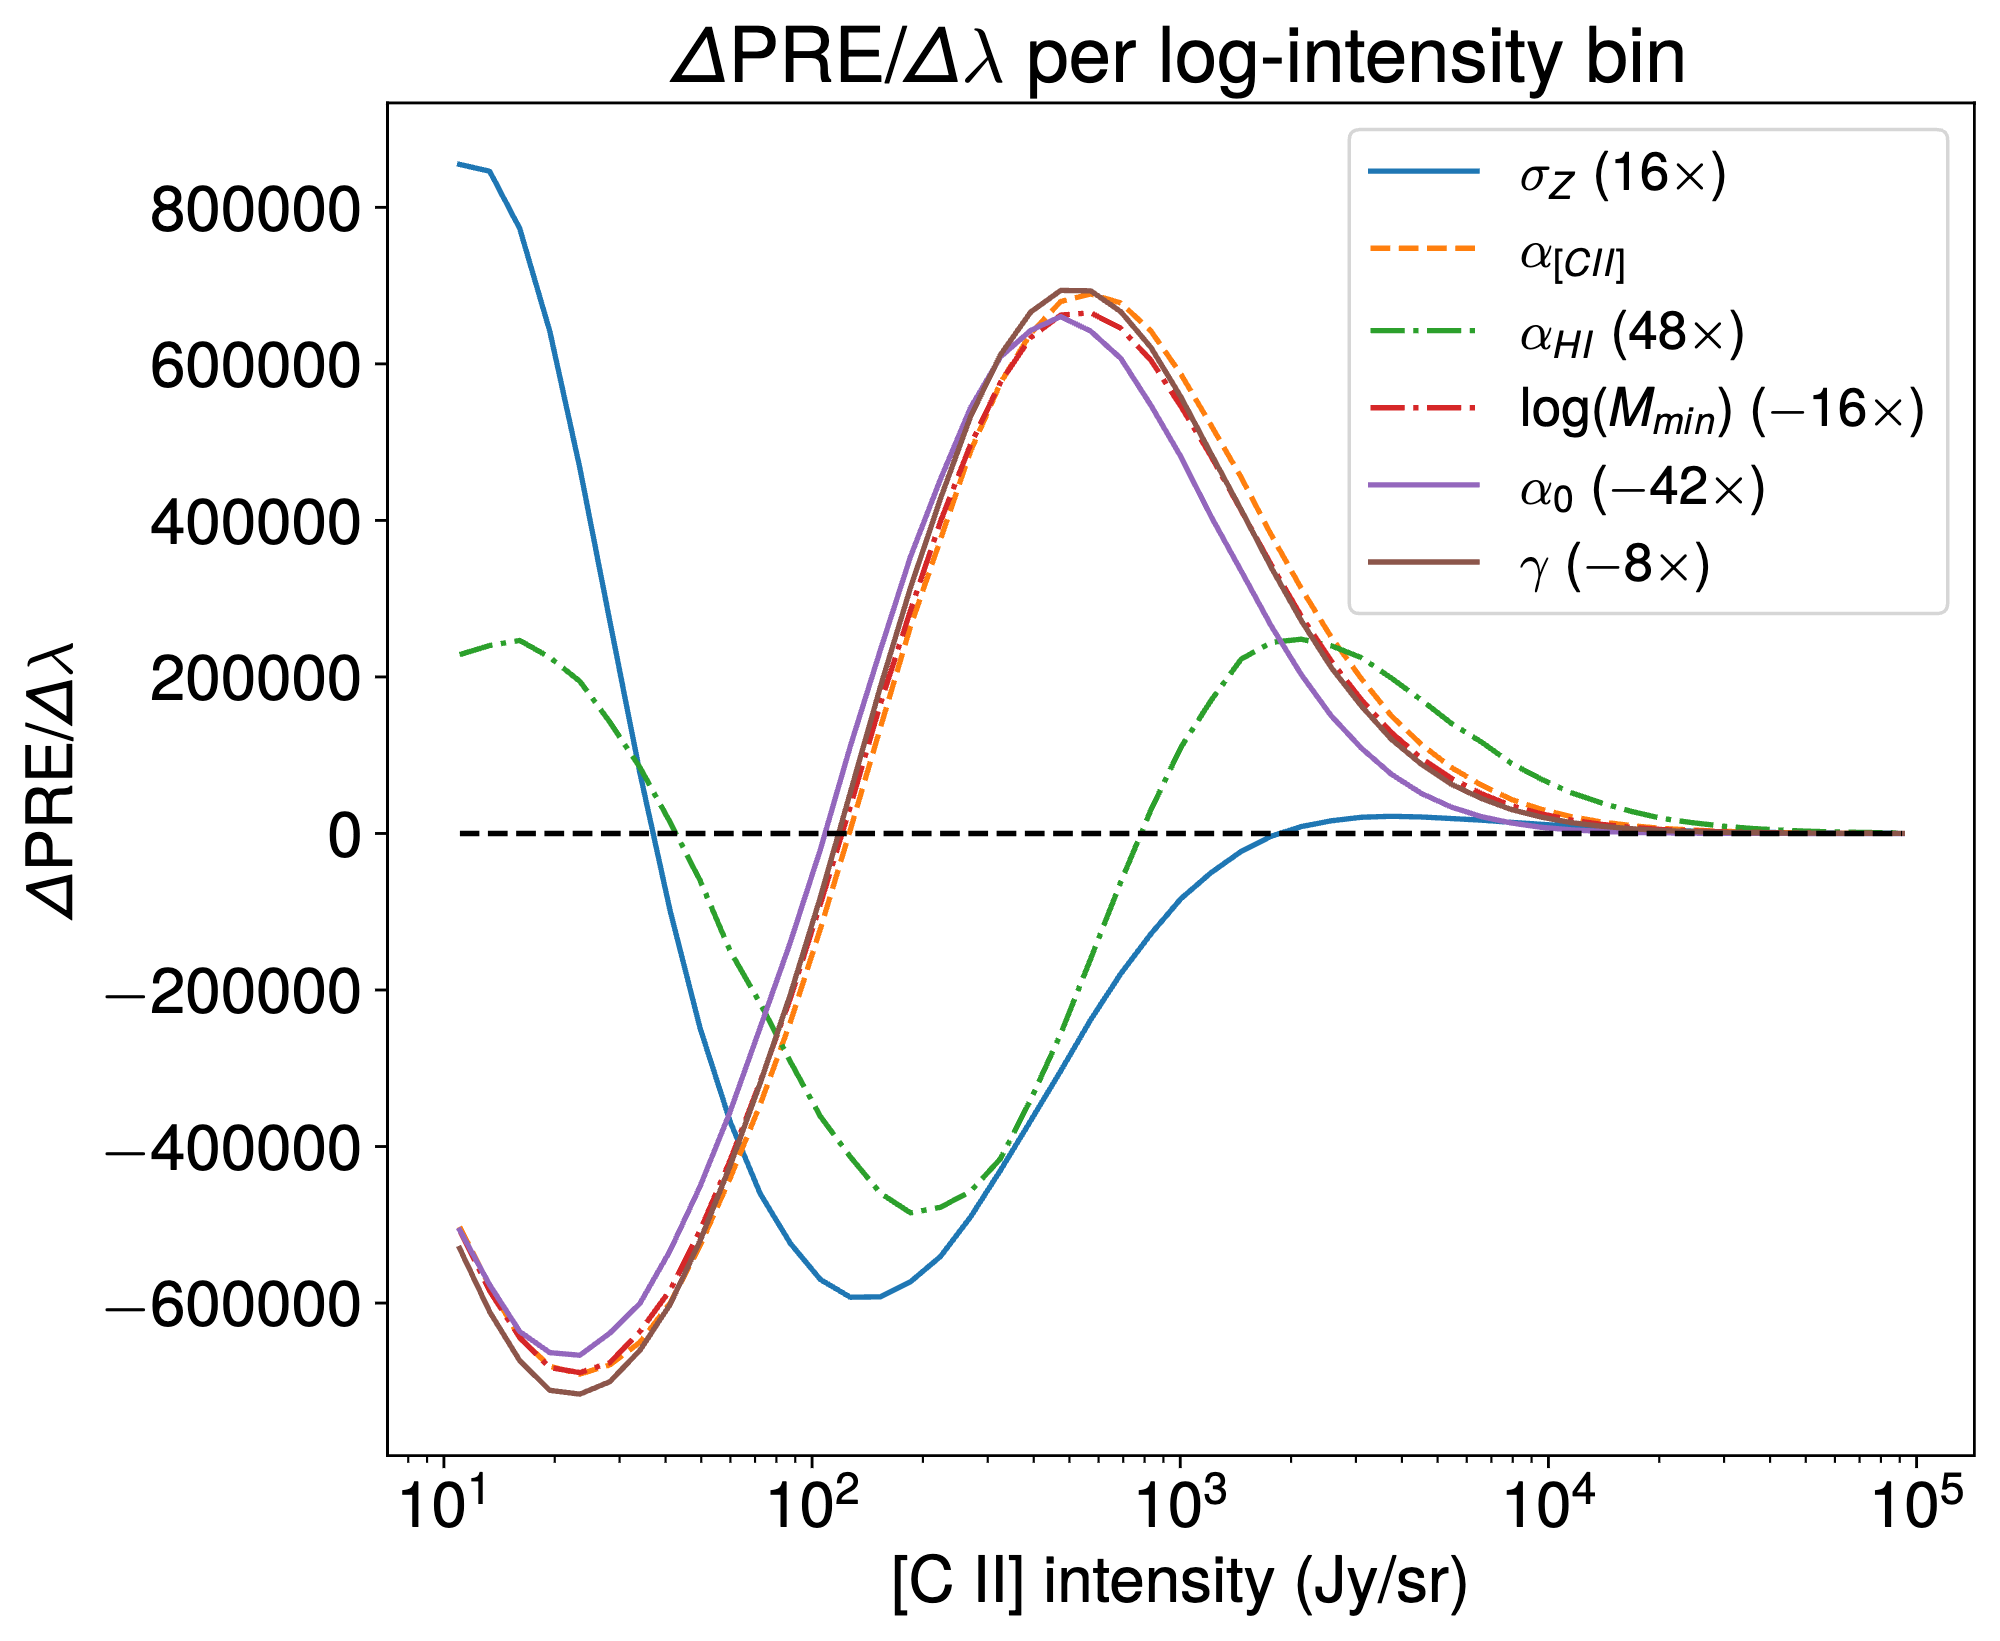 ΔPRE/Δλ per log-intensity bin
σ_Z (16×)
α_[CII]
α_HI (48×)
log(M_min) (−16×)
α_0 (−42×)
γ (−8×)
ΔPRE/Δλ
800000
600000
400000
200000
0
−200000
−400000
−600000
10^1 10^2 10^3 10^4 10^5
[C II] intensity (Jy/sr)